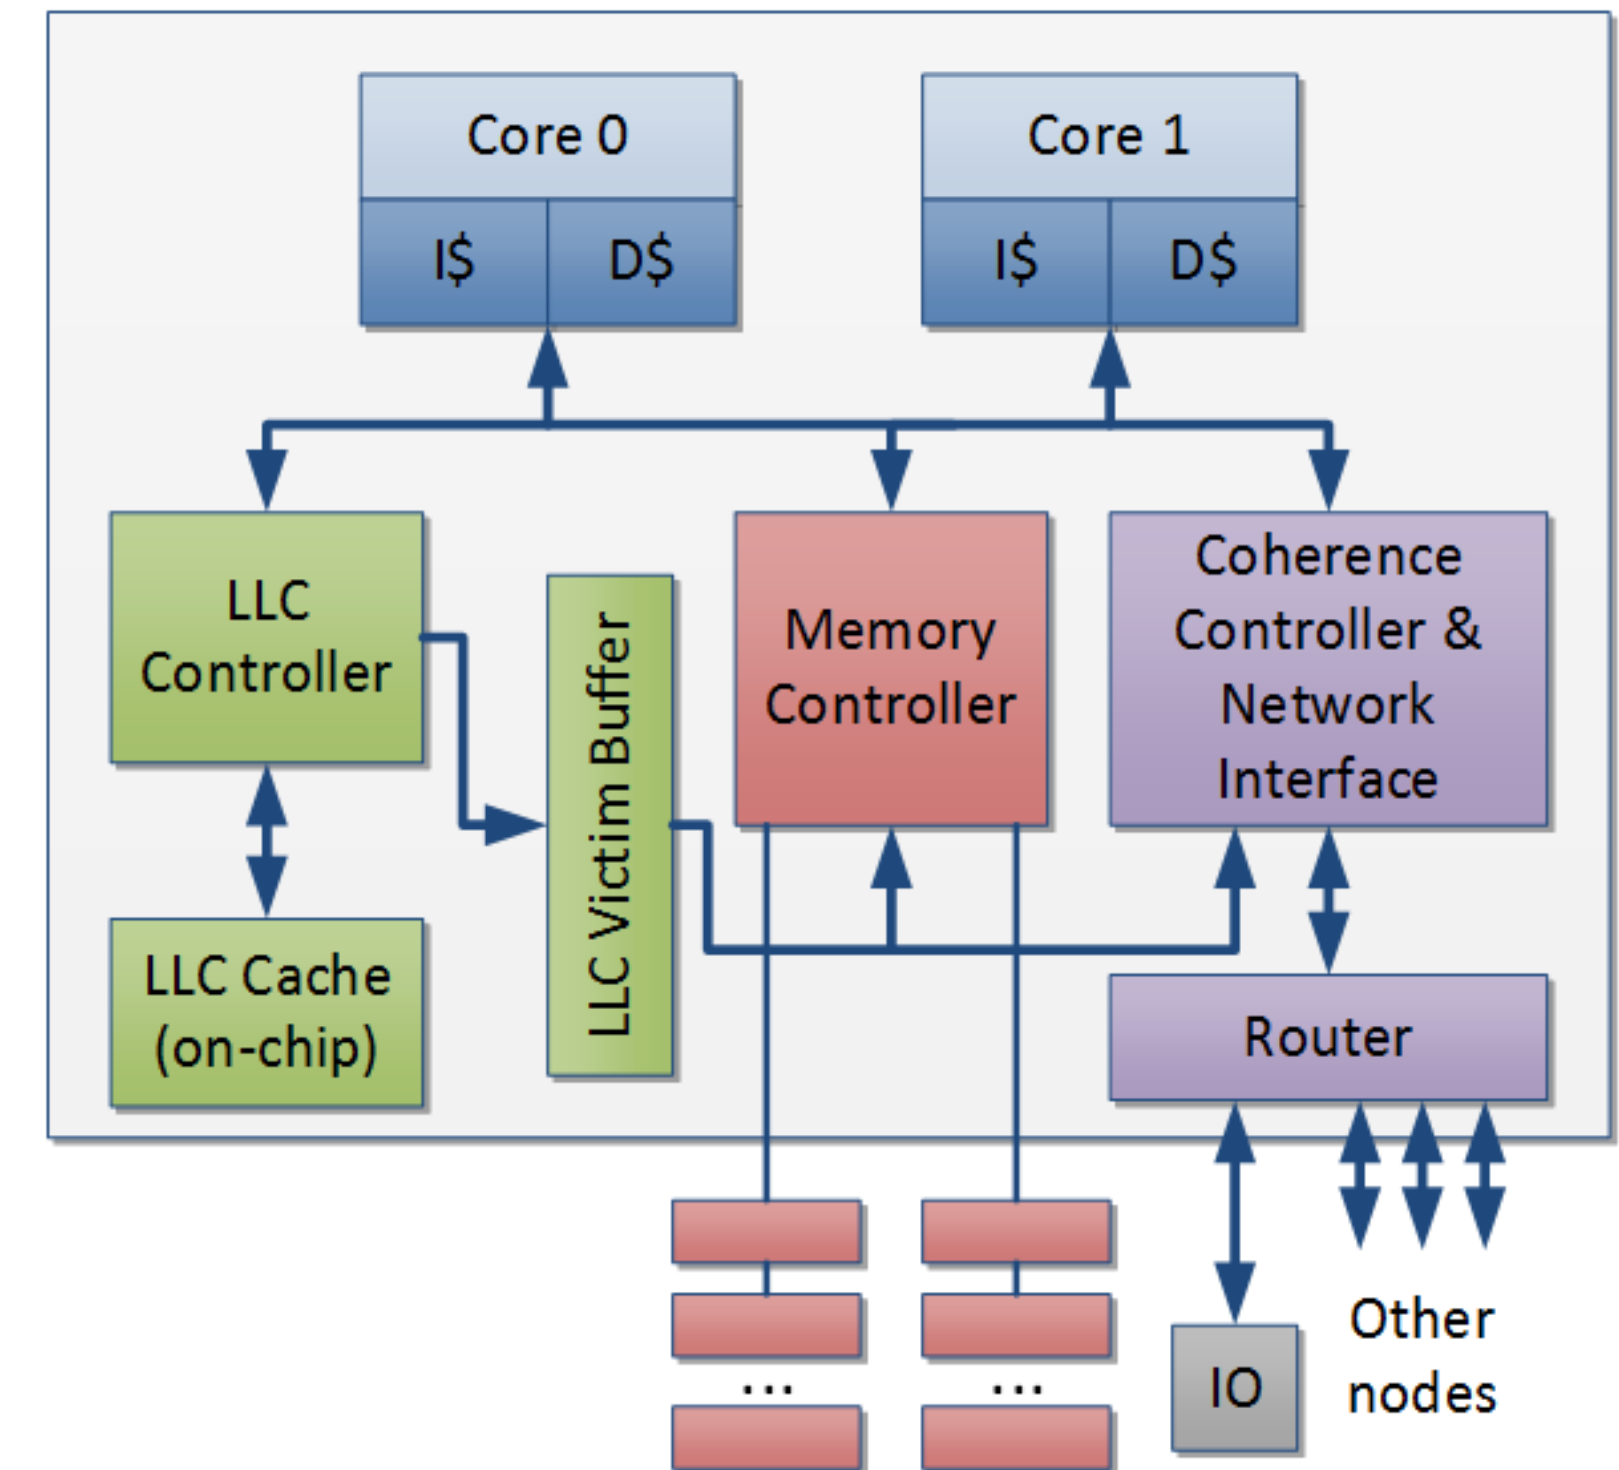 Core 0
I$
D$
Core 1
I$
D$
LLC
Controller
LLC Victim Buffer
Memory
Controller
Coherence
Controller &
Network
Interface
LLC Cache
(on-chip)
Router
...
...
IO
Other
nodes